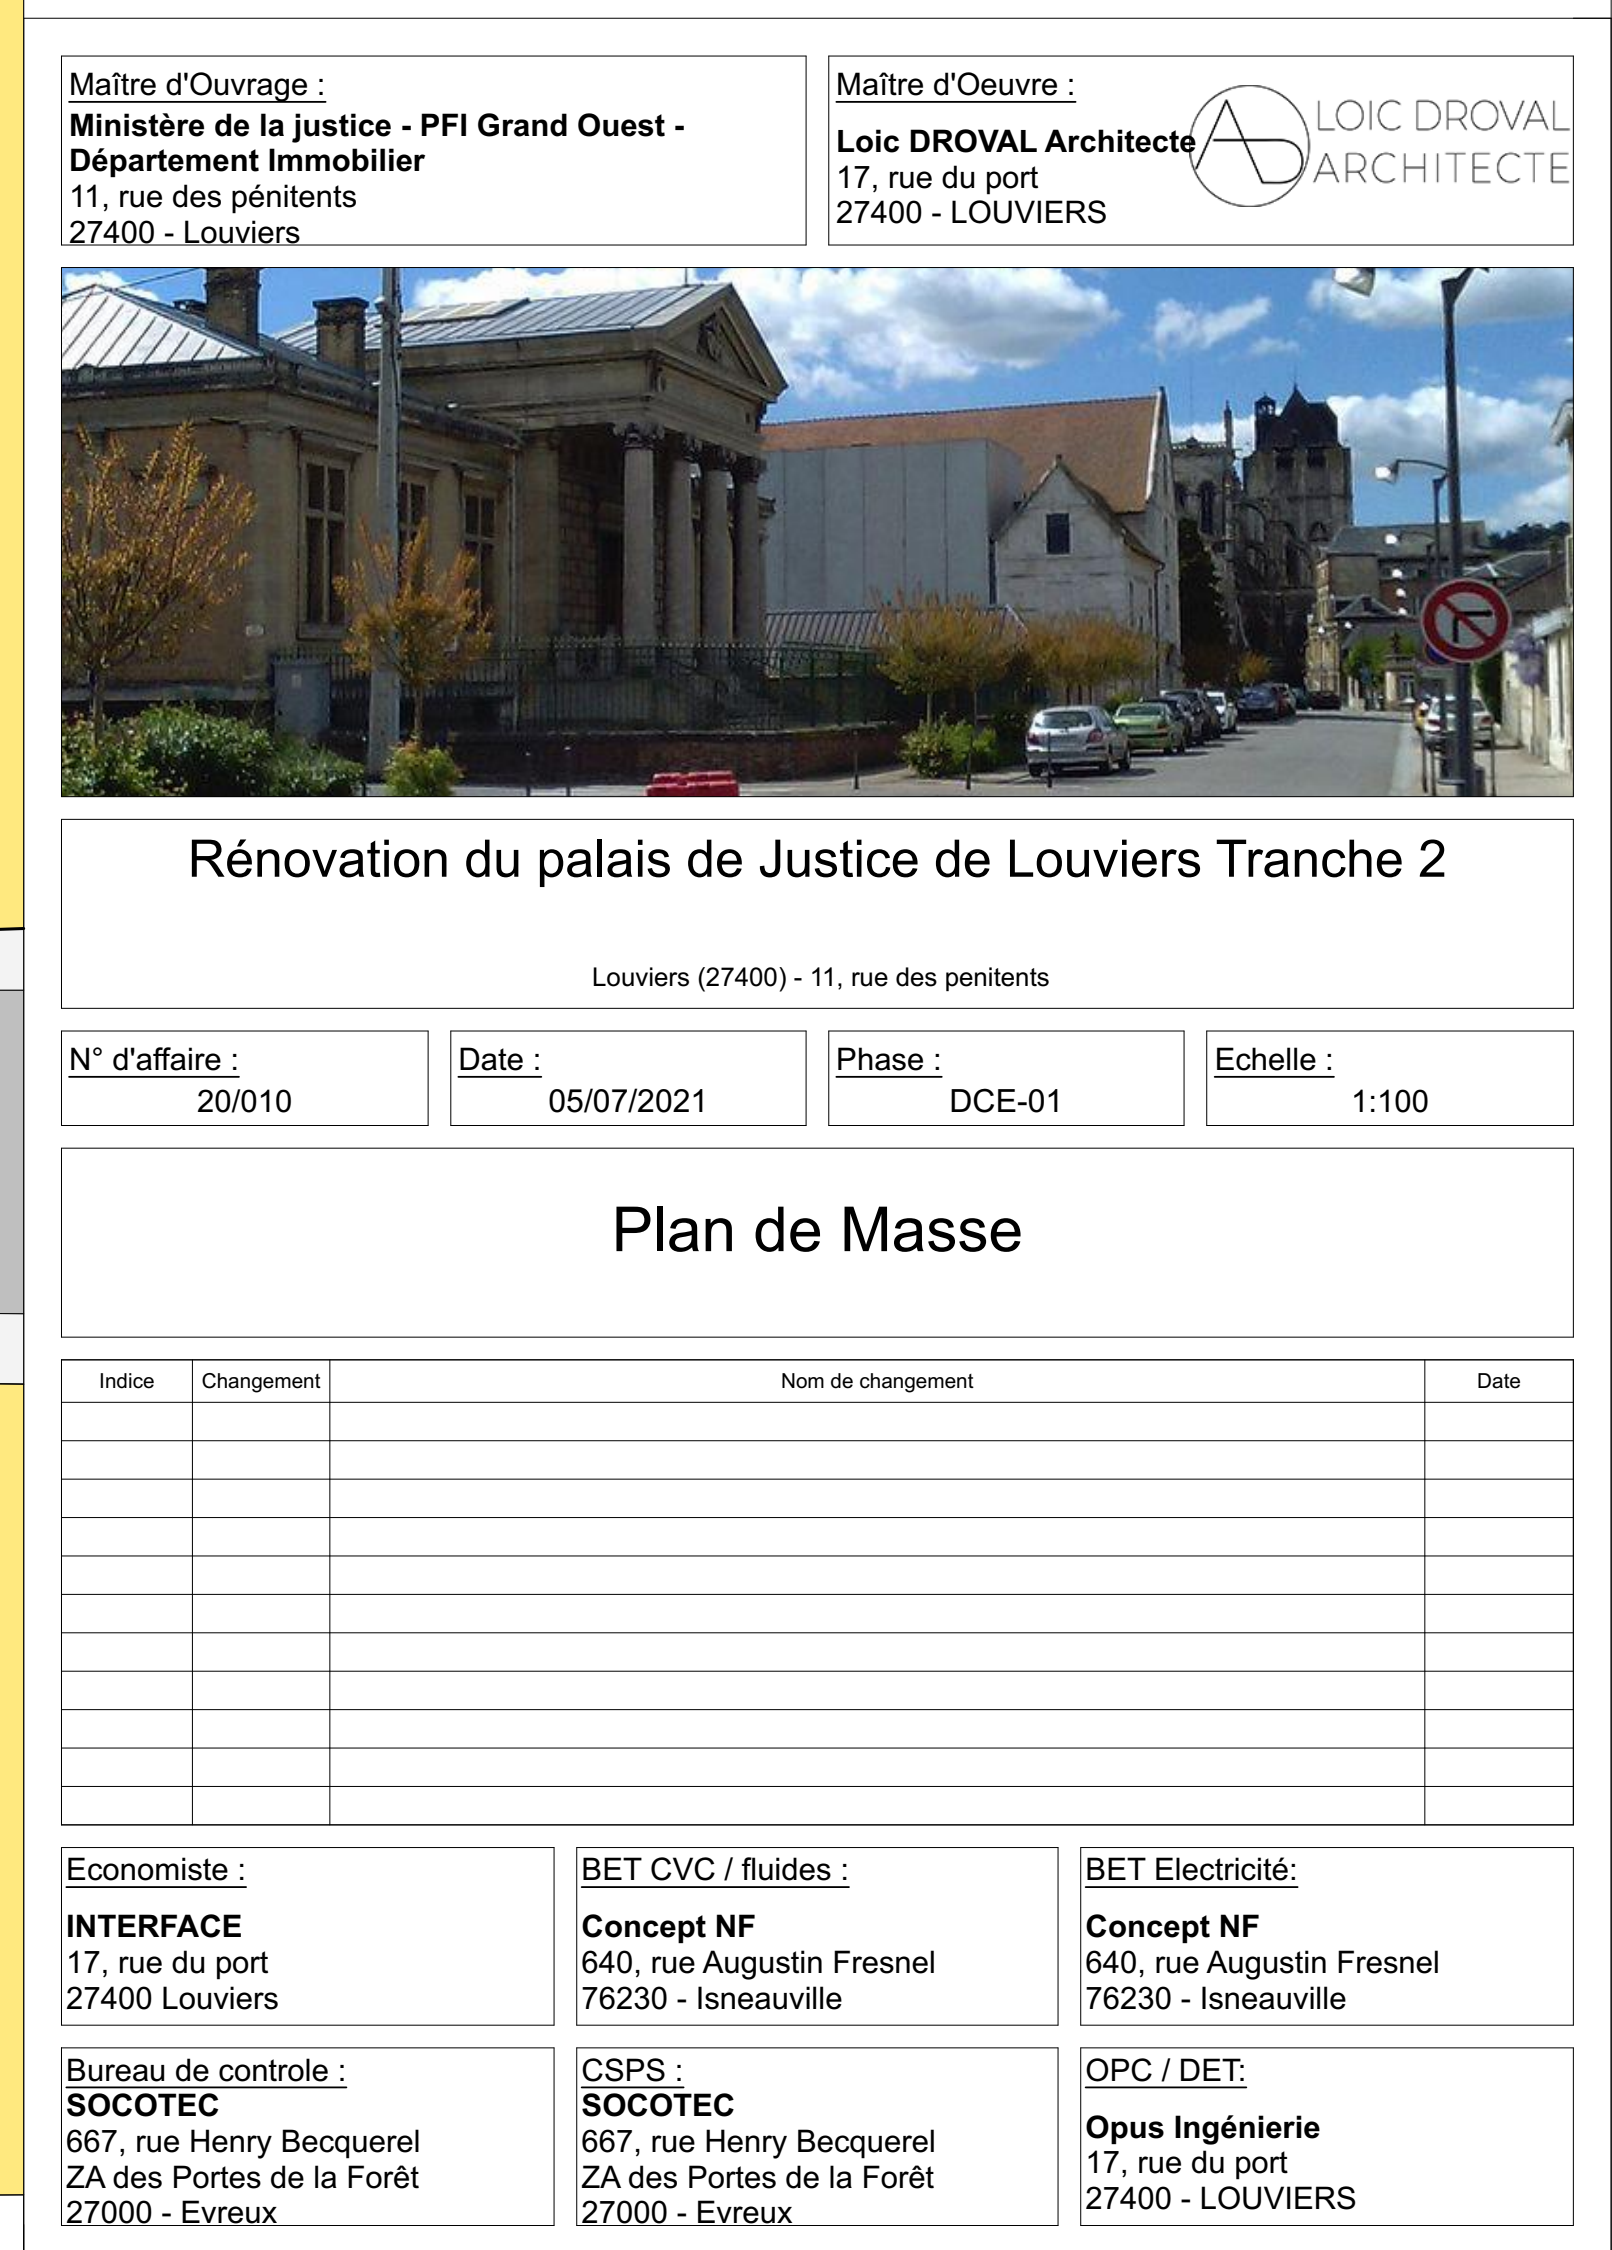 Maître d'Ouvrage :
Ministère de la justice - PFI Grand Ouest -
Département Immobilier
11, rue des pénitents
27400 - Louviers
Maître d'Oeuvre :
Loic DROVAL Architecte
17, rue du port
27400 - LOUVIERS
LOIC DROVAL
ARCHITECTE
Rénovation du palais de Justice de Louviers Tranche 2
Louviers (27400) - 11, rue des penitents
N° d'affaire :
20/010
Date :
05/07/2021
Phase :
DCE-01
Echelle :
1:100
Plan de Masse
Indice Changement Nom de changement Date
Economiste :
INTERFACE
17, rue du port
27400 Louviers
BET CVC / fluides :
Concept NF
640, rue Augustin Fresnel
76230 - Isneauville
BET Electricité:
Concept NF
640, rue Augustin Fresnel
76230 - Isneauville
Bureau de controle :
SOCOTEC
667, rue Henry Becquerel
ZA des Portes de la Forêt
27000 - Evreux
CSPS :
SOCOTEC
667, rue Henry Becquerel
ZA des Portes de la Forêt
27000 - Evreux
OPC / DET:
Opus Ingénierie
17, rue du port
27400 - LOUVIERS